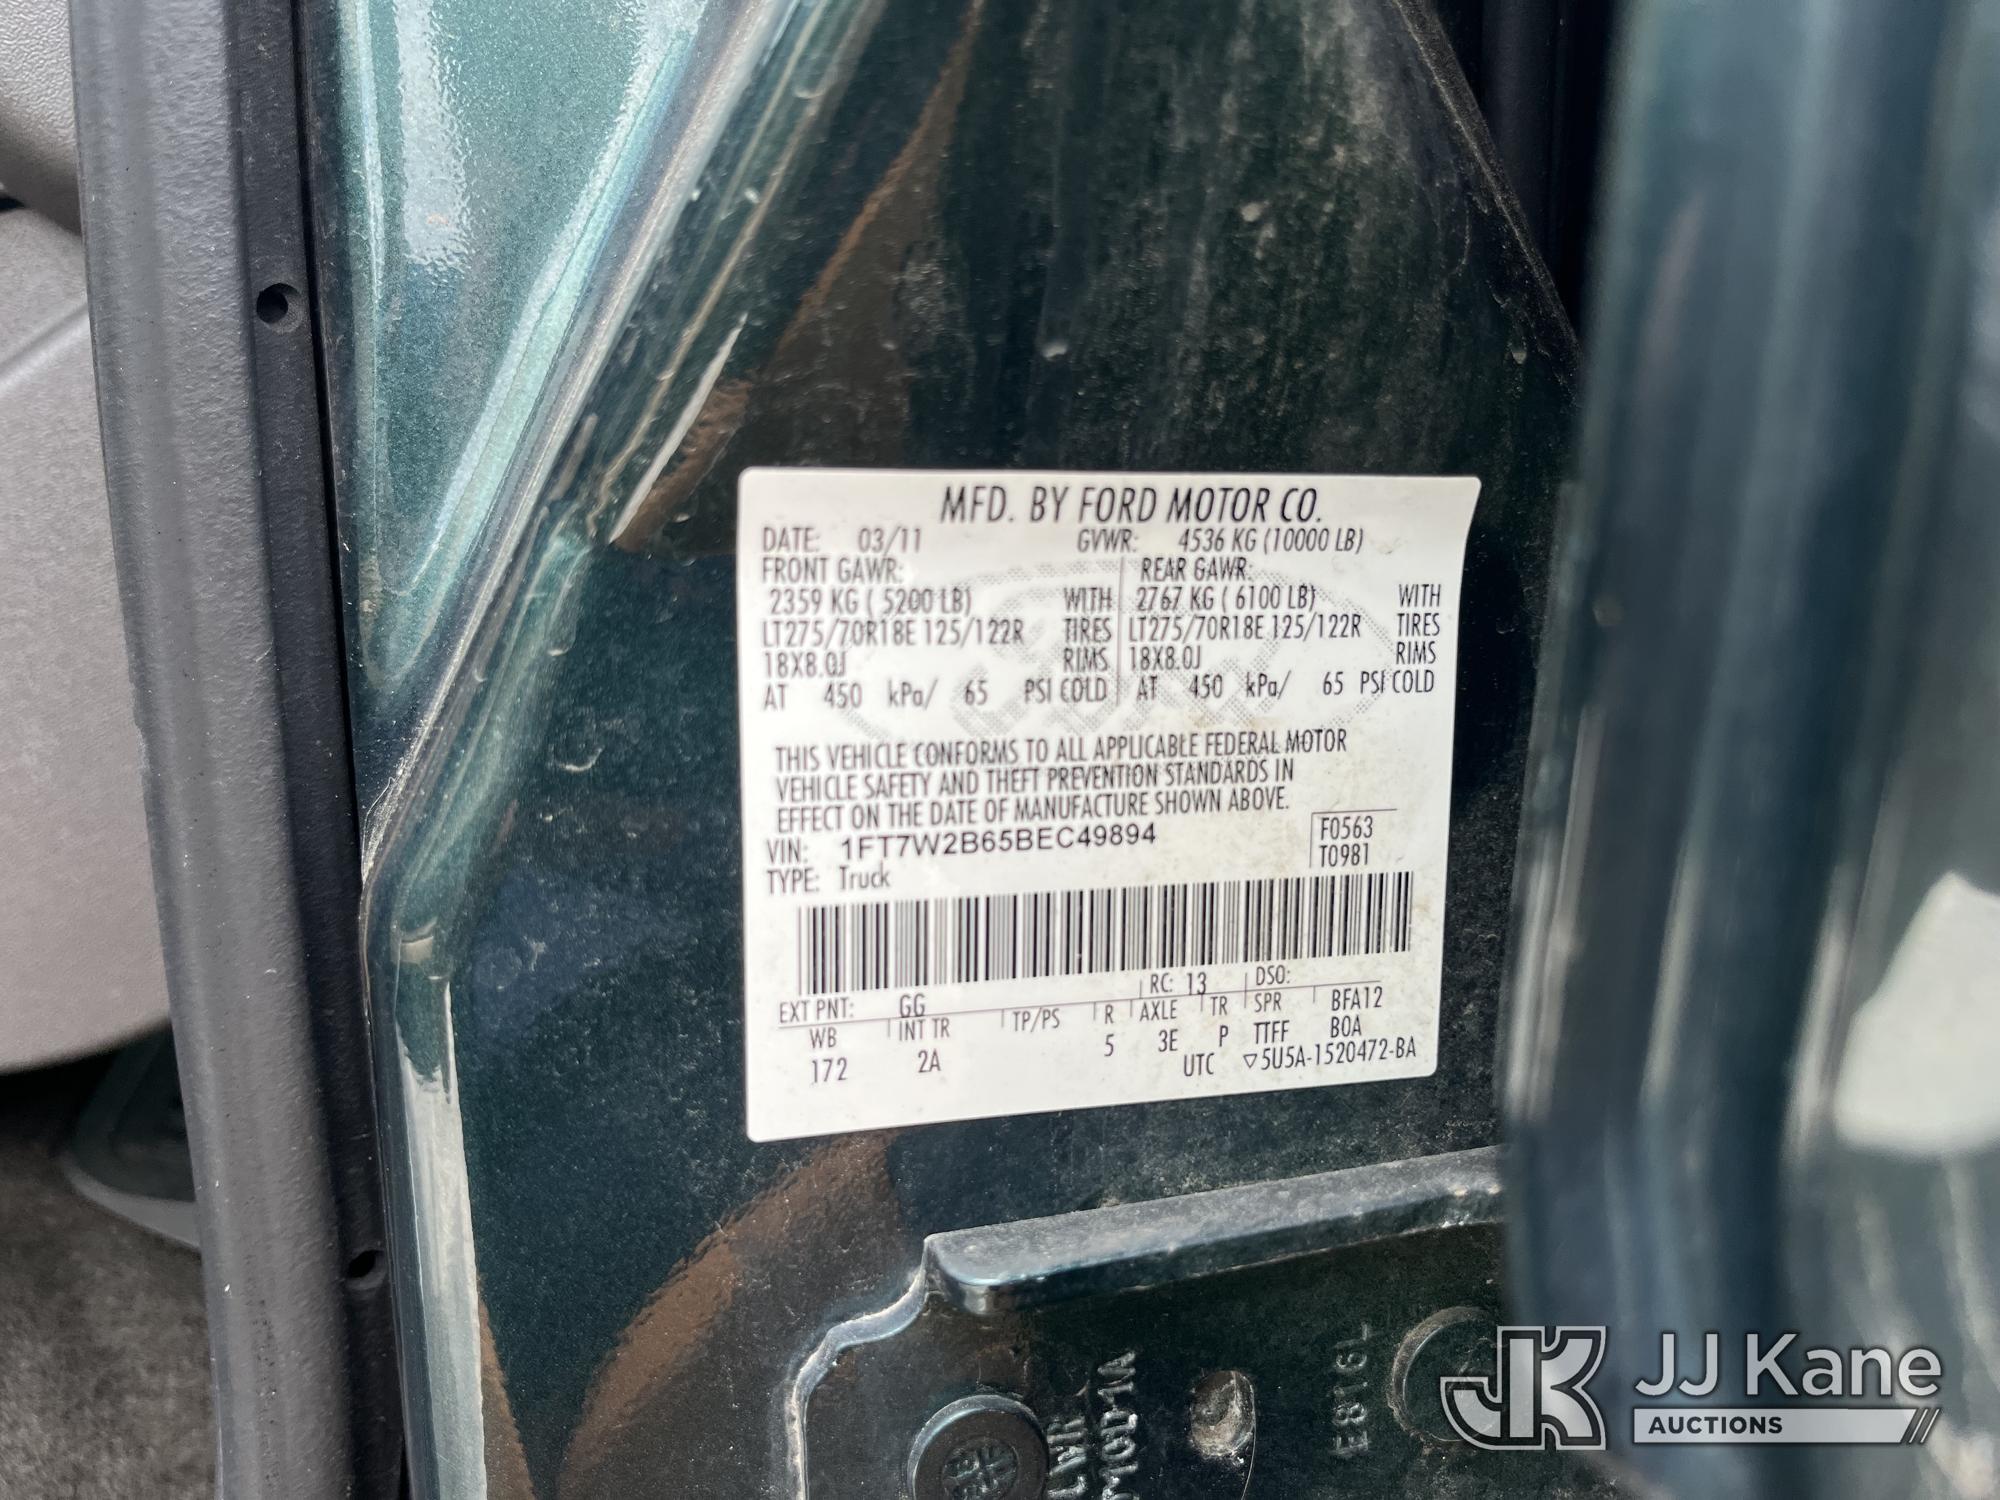 MFD. BY FORD MOTOR CO.
DATE: 03/11 GVWR: 4536 KG (10000 LB)
FRONT GAWR: REAR GAWR:
2359 KG ( 5200 LB) WITH 2767 KG ( 6100 LB) WITH
LT275/70R18E 125/122R TIRES LT275/70R18E 125/122R TIRES
18X8.0J RIMS 18X8.0J RIMS
AT 450 kPa/ 65 PSI COLD AT 450 kPa/ 65 PSI COLD
THIS VEHICLE CONFORMS TO ALL APPLICABLE FEDERAL MOTOR
VEHICLE SAFETY AND THEFT PREVENTION STANDARDS IN
EFFECT ON THE DATE OF MANUFACTURE SHOWN ABOVE.
VIN: 1FT7W2B65BEC49894 F0563
TYPE: Truck T0981
EXT PNT: GG RC: 13 DSO:
WB INT TR TP/PS R AXLE TR SPR BFA12
172 2A 5 3E P TTFF BOA
UTC ▽5U5A-1520472-BA
E8161
LWR
JK JJ Kane
AUCTIONS